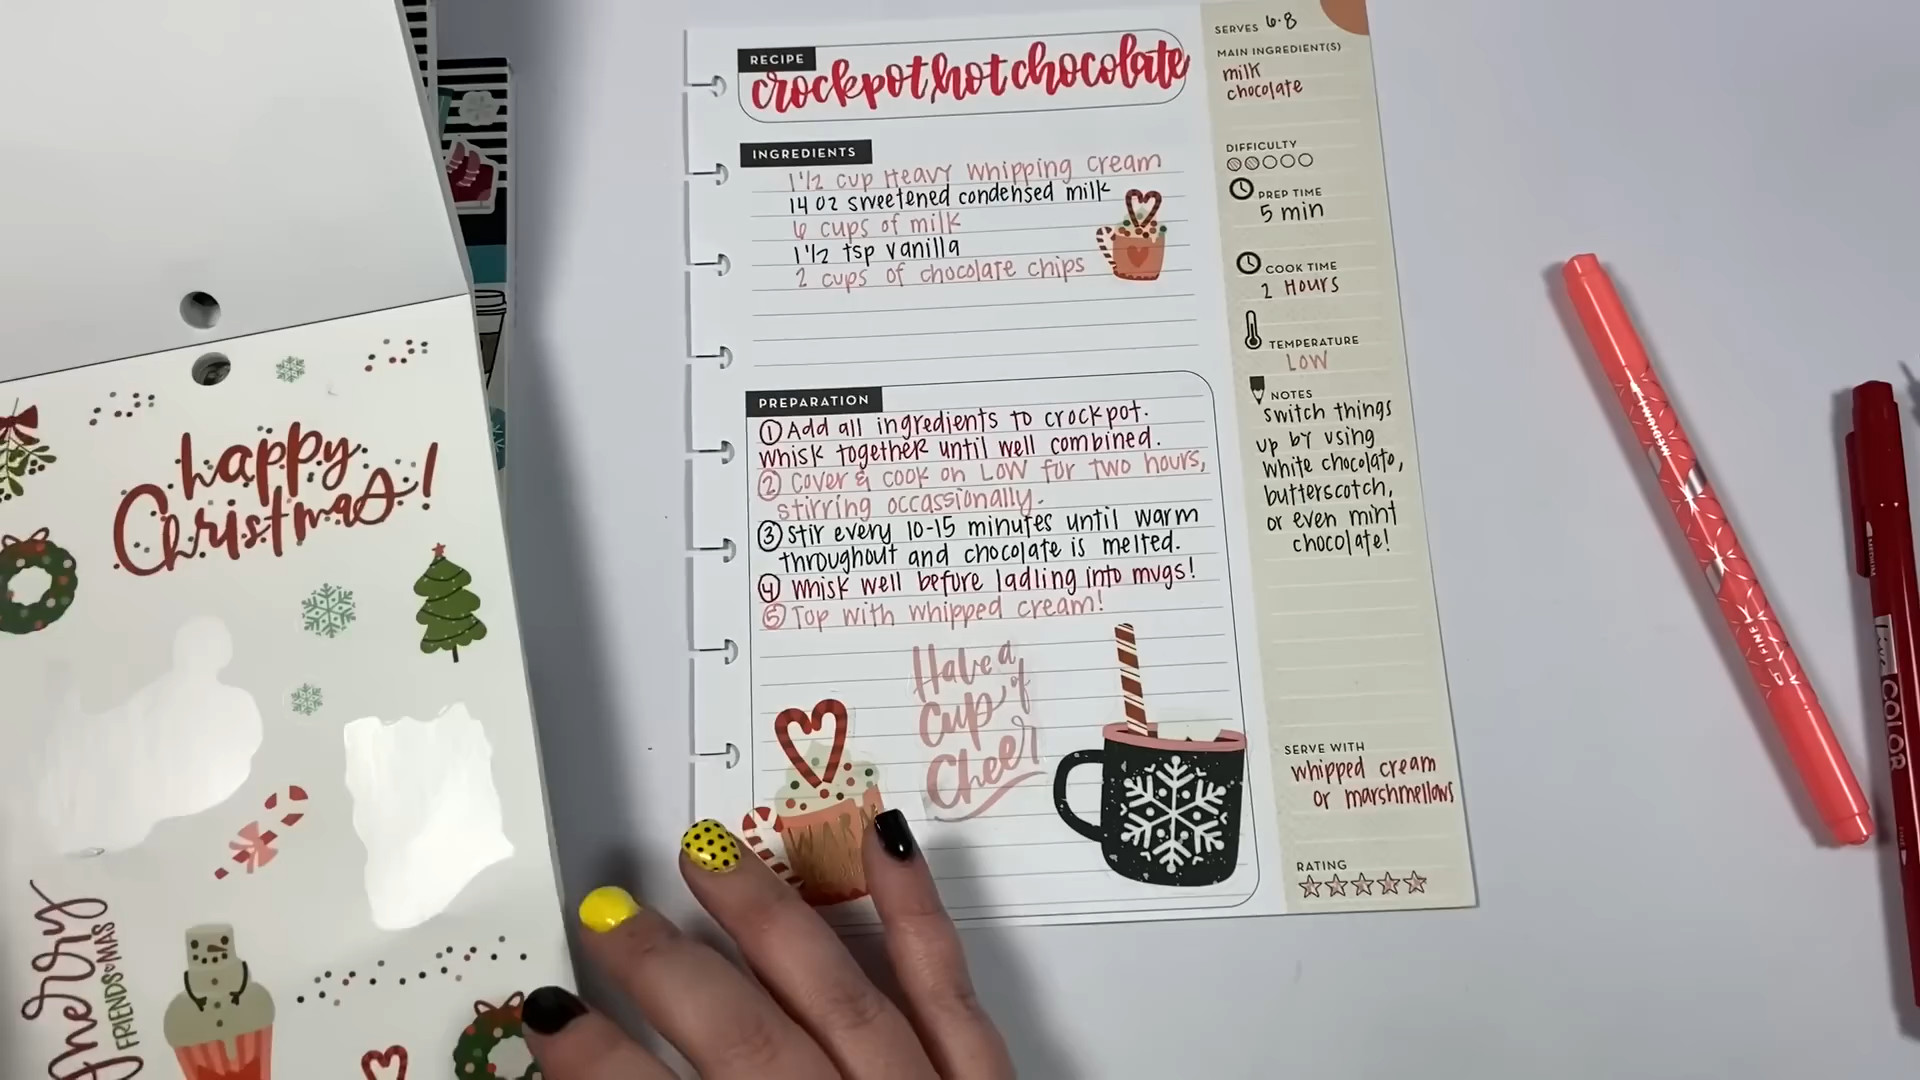 RECIPE
crockpot hot chocolate
INGREDIENTS
1 1/2 cup Heavy whipping cream
14 oz sweetened condensed milk
6 cups of milk
1 1/2 tsp vanilla
2 cups of chocolate chips
PREPARATION
① Add all ingredients to crockpot.
whisk together until well combined.
② cover & cook on LOW for two hours,
stirring occassionally.
③ stir every 10-15 minutes until warm
throughout and chocolate is melted.
④ whisk well before ladling into mugs!
⑤ Top with whipped cream!
Have a
Cup of
Cheer
WARM
SERVES 6-8
MAIN INGREDIENT(S)
milk
chocolate
DIFFICULTY
PREP TIME
5 min
COOK TIME
2 Hours
TEMPERATURE
LOW
NOTES
switch things
up by using
white chocolate,
butterscotch,
or even mint
chocolate!
SERVE WITH
whipped cream
or marshmellows
RATING
happy
Christmas!
Merry
FRIENDSMAS
MEDIUM
FINE
Live
COLOR
MEDIUM